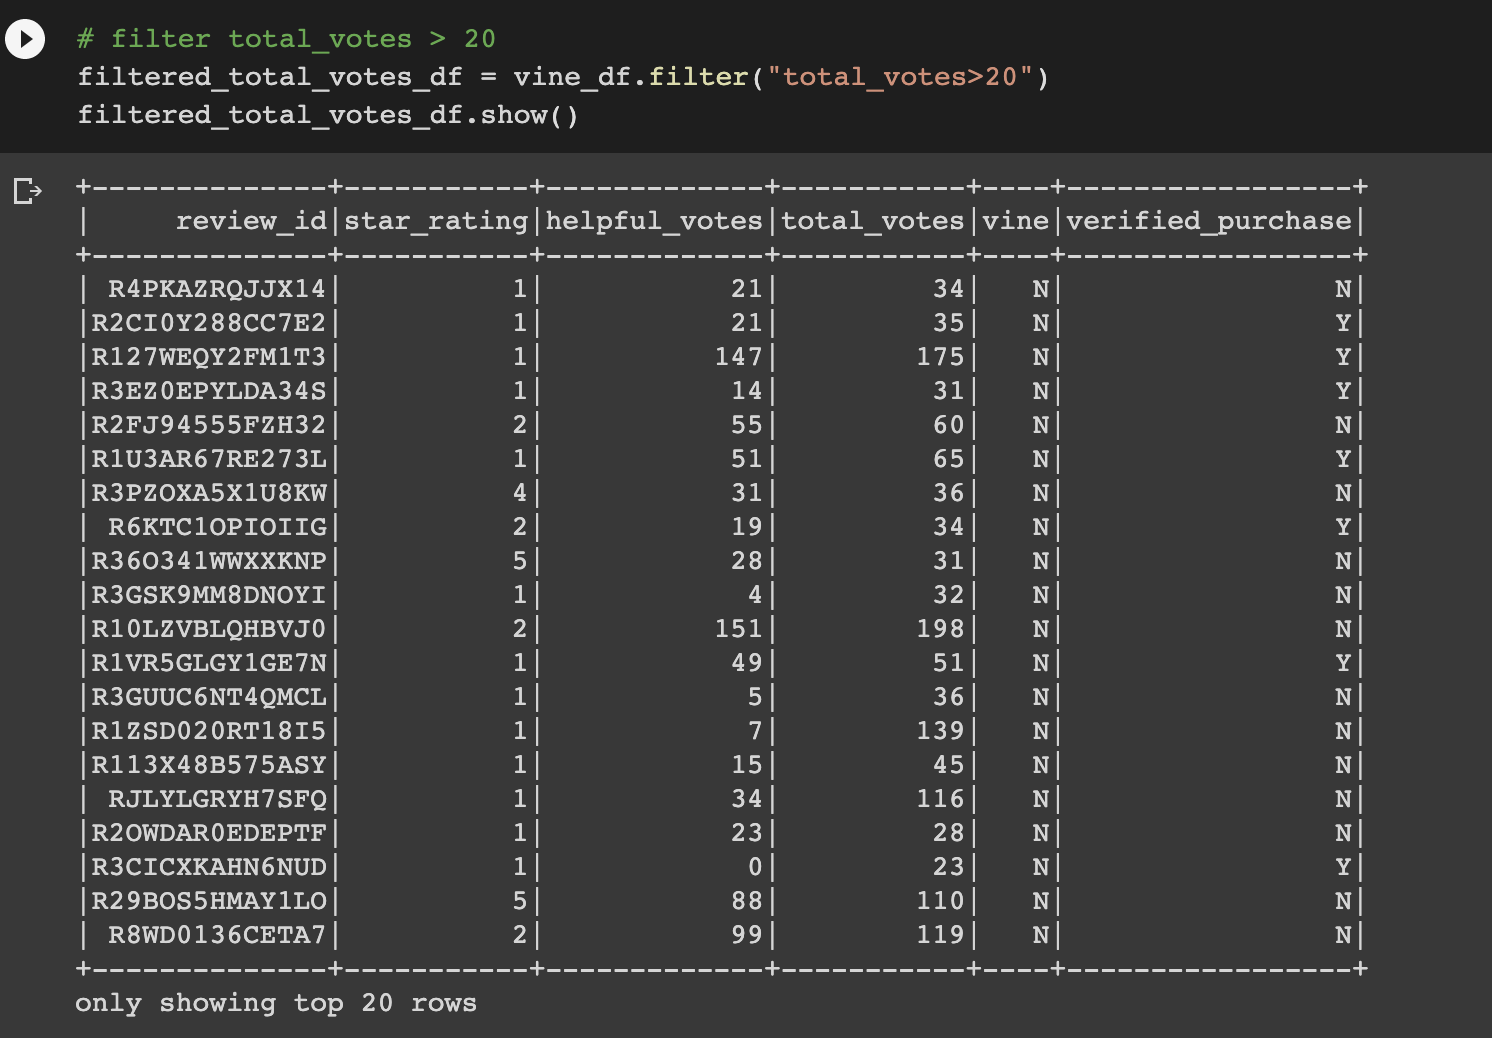 # filter total_votes > 20
filtered_total_votes_df = vine_df.filter("total_votes>20")
filtered_total_votes_df.show()
+--------------+-----------+-------------+-----------+----+-----------------+
|     review_id|star_rating|helpful_votes|total_votes|vine|verified_purchase|
+--------------+-----------+-------------+-----------+----+-----------------+
| R4PKAZRQJJX14|          1|           21|         34|   N|                N|
|R2CI0Y288CC7E2|          1|           21|         35|   N|                Y|
|R127WEQY2FM1T3|          1|          147|        175|   N|                Y|
|R3EZ0EPYLDA34S|          1|           14|         31|   N|                Y|
|R2FJ94555FZH32|          2|           55|         60|   N|                N|
|R1U3AR67RE273L|          1|           51|         65|   N|                Y|
|R3PZOXA5X1U8KW|          4|           31|         36|   N|                N|
| R6KTC1OPIOIIG|          2|           19|         34|   N|                Y|
|R36O341WWXXKNP|          5|           28|         31|   N|                N|
|R3GSK9MM8DNOYI|          1|            4|         32|   N|                N|
|R10LZVBLQHBVJ0|          2|          151|        198|   N|                N|
|R1VR5GLGY1GE7N|          1|           49|         51|   N|                Y|
|R3GUUC6NT4QMCL|          1|            5|         36|   N|                N|
|R1ZSD020RT18I5|          1|            7|        139|   N|                N|
|R113X48B575ASY|          1|           15|         45|   N|                N|
| RJLYLGRYH7SFQ|          1|           34|        116|   N|                N|
|R2OWDAR0EDEPTF|          1|           23|         28|   N|                N|
|R3CICXKAHN6NUD|          1|            0|         23|   N|                Y|
|R29BOS5HMAY1LO|          5|           88|        110|   N|                N|
| R8WD0136CETA7|          2|           99|        119|   N|                N|
+--------------+-----------+-------------+-----------+----+-----------------+
only showing top 20 rows